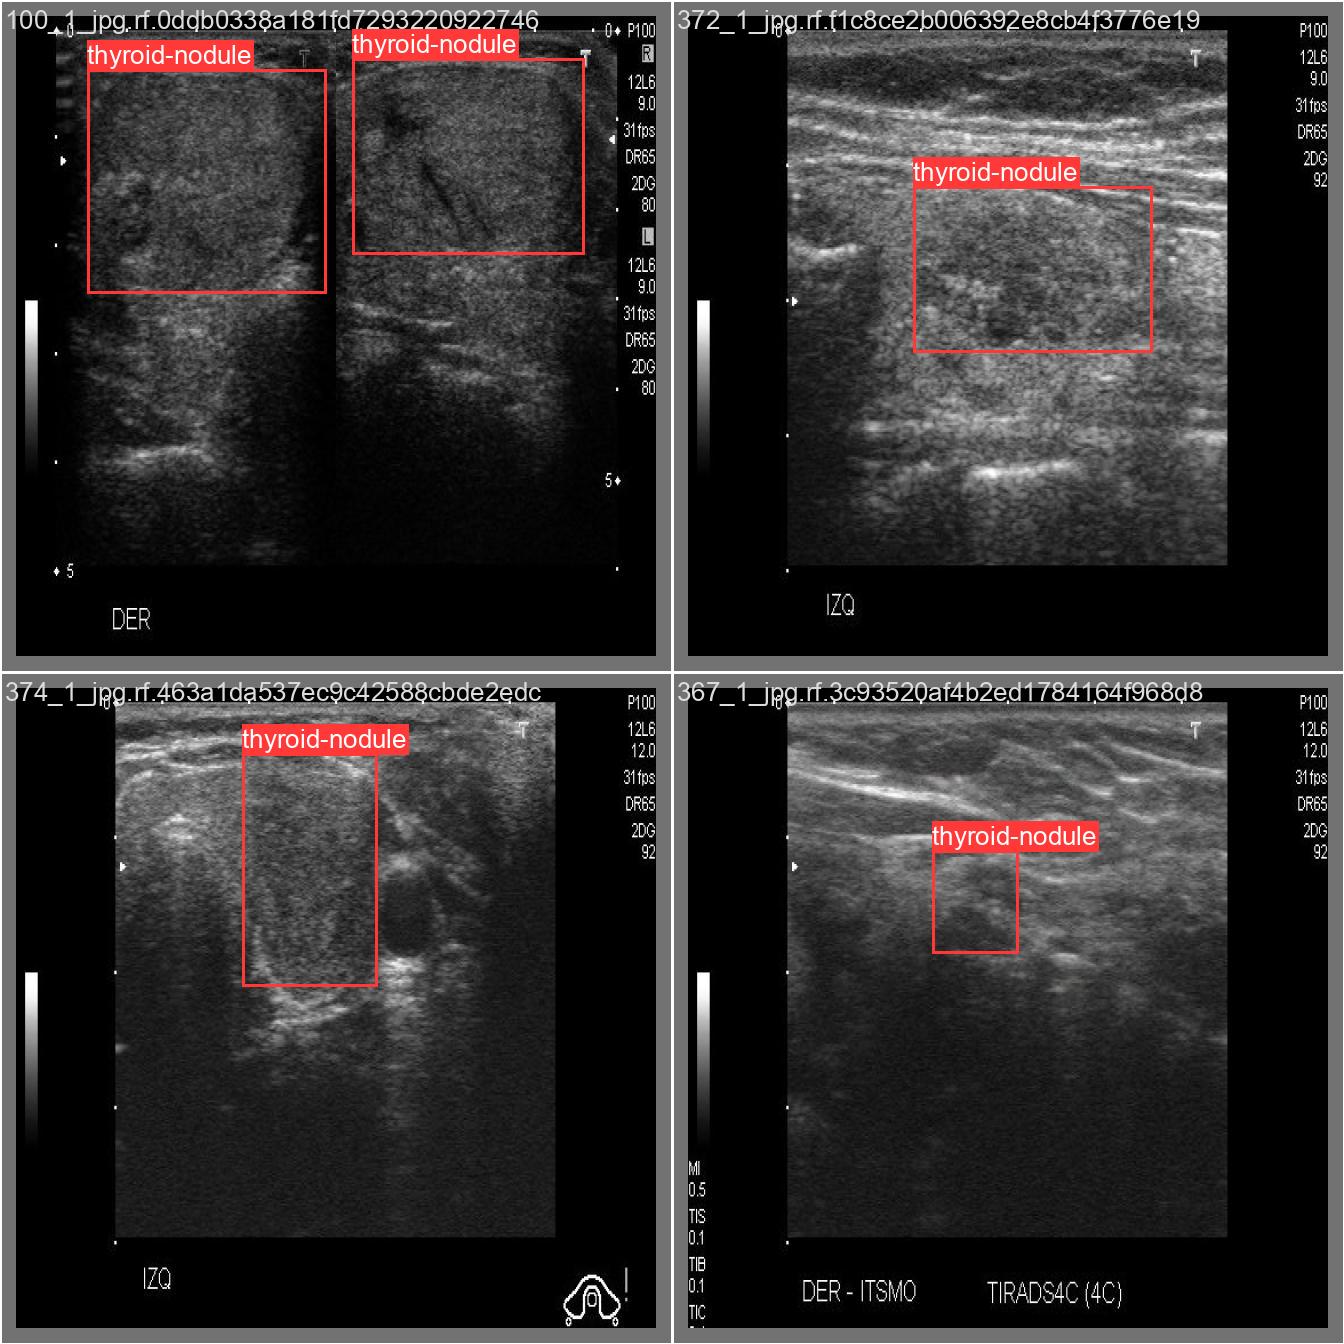 100_1_jpg.rf.0ddb0338a181fd7293220922746
thyroid-nodule
thyroid-nodule
T
T
0
0
P100
R
12L6
9.0
31fps
DR65
2DG
80
L
12L6
9.0
31fps
DR65
2DG
80
5
5
DER
372_1_jpg.rf.f1c8ce2b006392e8cb4f3776e19
T
P100
12L6
9.0
31fps
DR65
2DG
92
thyroid-nodule
IZQ
374_1_jpg.rf.463a1da537ec9c42588cbde2edc
T
P100
12L6
12.0
31fps
DR65
2DG
92
thyroid-nodule
IZQ
367_1_jpg.rf.3c93520af4b2ed1784164f968d8
T
P100
12L6
9.0
31fps
DR65
2DG
92
thyroid-nodule
MI
0.5
TIS
0.1
TIB
0.1
TIC
DER - ITSMO TIRADS4C (4C)